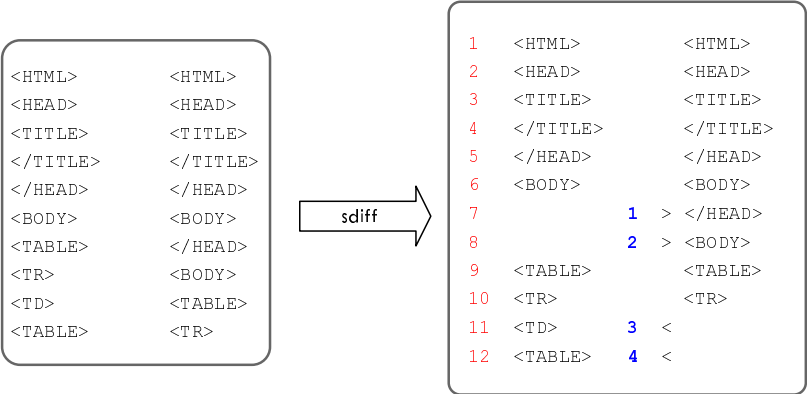 <HTML> <HTML>
<HEAD> <HEAD>
<TITLE> <TITLE>
</TITLE> </TITLE>
</HEAD> </HEAD>
<BODY> <BODY>
<TABLE> </HEAD>
<TR> <BODY>
<TD> <TABLE>
<TABLE> <TR>
sdiff
1 <HTML> <HTML>
2 <HEAD> <HEAD>
3 <TITLE> <TITLE>
4 </TITLE> </TITLE>
5 </HEAD> </HEAD>
6 <BODY> <BODY>
7 1 > </HEAD>
8 2 > <BODY>
9 <TABLE> <TABLE>
10 <TR> <TR>
11 <TD> 3 <
12 <TABLE> 4 <